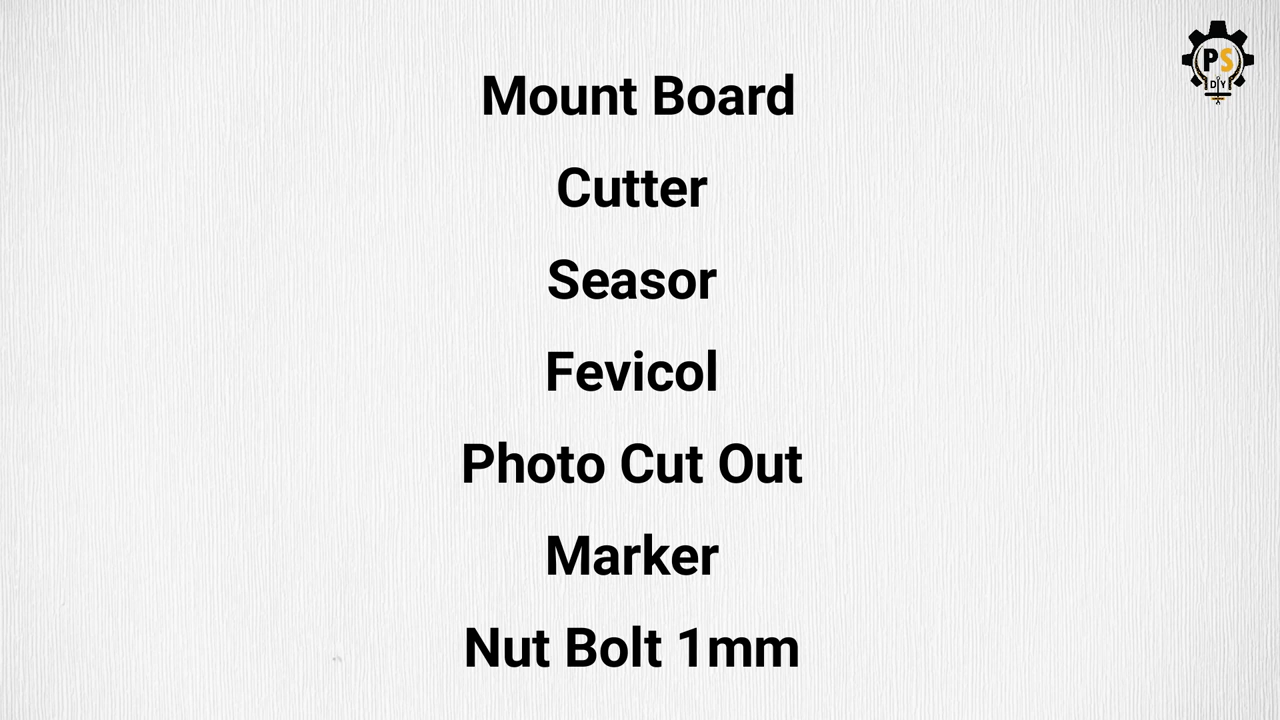 PS
DIY
Mount Board
Cutter
Seasor
Fevicol
Photo Cut Out
Marker
Nut Bolt 1mm